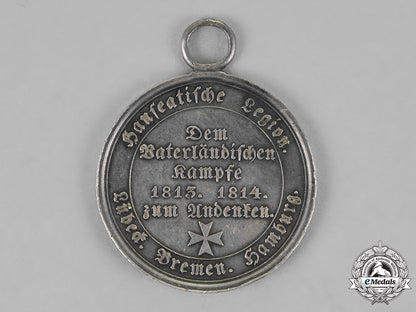 Hanseatische Legion.
Dem
Vaterländischen
Kampfe
1813. 1814.
zum Andenken.
Lübeck. Bremen. Hamburg.
eMedals